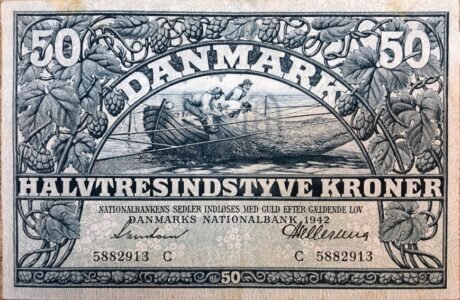 50 50
DANMARK
HALVTRESINDSTYVE KRONER
NATIONALBANKENS SEDLER INDLØSES MED GULD EFTER GÆLDENDE LOV
DANMARKS NATIONALBANK, 1942
5882913 C C 5882913
50